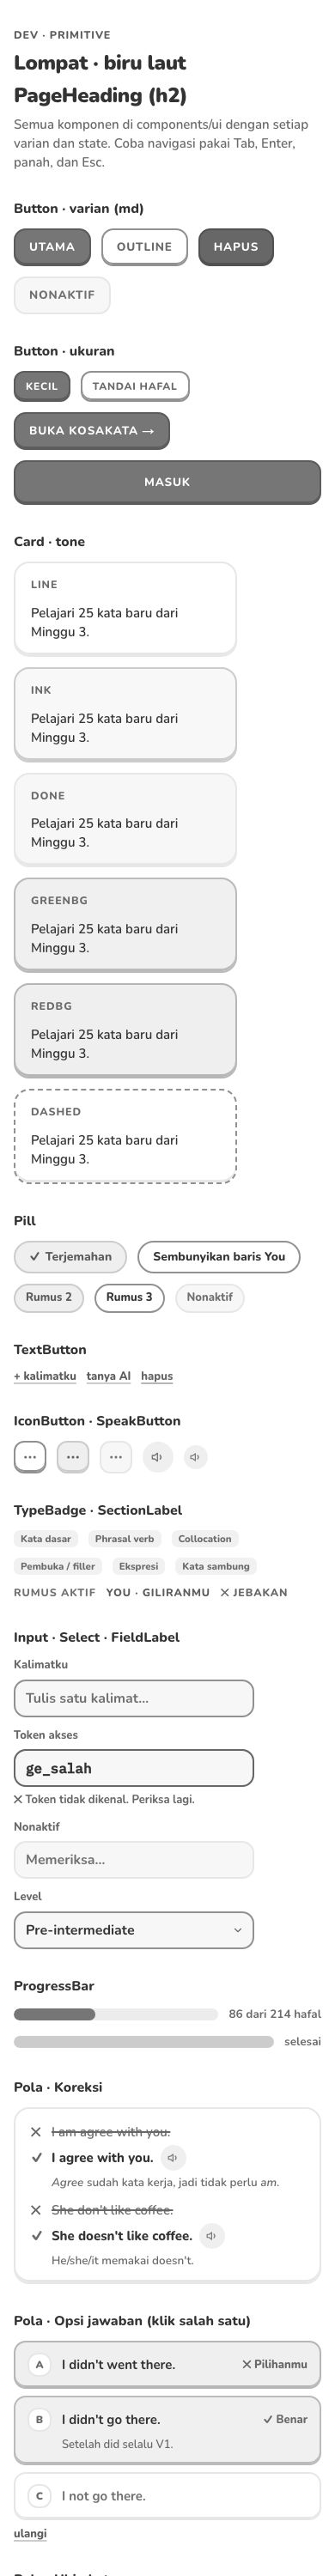 DEV · PRIMITIVE
Lompat · biru laut
PageHeading (h2)
Semua komponen di components/ui dengan setiap
varian dan state. Coba navigasi pakai Tab, Enter,
panah, dan Esc.
Button · varian (md)
UTAMA OUTLINE HAPUS
NONAKTIF
Button · ukuran
KECIL TANDAI HAFAL
BUKA KOSAKATA →
MASUK
Card · tone
LINE
Pelajari 25 kata baru dari
Minggu 3.
INK
Pelajari 25 kata baru dari
Minggu 3.
DONE
Pelajari 25 kata baru dari
Minggu 3.
GREENBG
Pelajari 25 kata baru dari
Minggu 3.
REDBG
Pelajari 25 kata baru dari
Minggu 3.
DASHED
Pelajari 25 kata baru dari
Minggu 3.
Pill
✓ Terjemahan Sembunyikan baris You
Rumus 2 Rumus 3 Nonaktif
TextButton
+ kalimatku tanya AI hapus
IconButton · SpeakButton
TypeBadge · SectionLabel
Kata dasar Phrasal verb Collocation
Pembuka / filler Ekspresi Kata sambung
RUMUS AKTIF YOU · GILIRANMU ✕ JEBAKAN
Input · Select · FieldLabel
Kalimatku
Tulis satu kalimat…
Token akses
ge_salah
✕ Token tidak dikenal. Periksa lagi.
Nonaktif
Memeriksa…
Level
Pre-intermediate
ProgressBar
86 dari 214 hafal
selesai
Pola · Koreksi
✕ I am agree with you.
✓ I agree with you.
Agree sudah kata kerja, jadi tidak perlu am.
✕ She don't like coffee.
✓ She doesn't like coffee.
He/she/it memakai doesn't.
Pola · Opsi jawaban (klik salah satu)
A I didn't went there. ✕ Pilihanmu
B I didn't go there. ✓ Benar
Setelah did selalu V1.
C I not go there.
ulangi